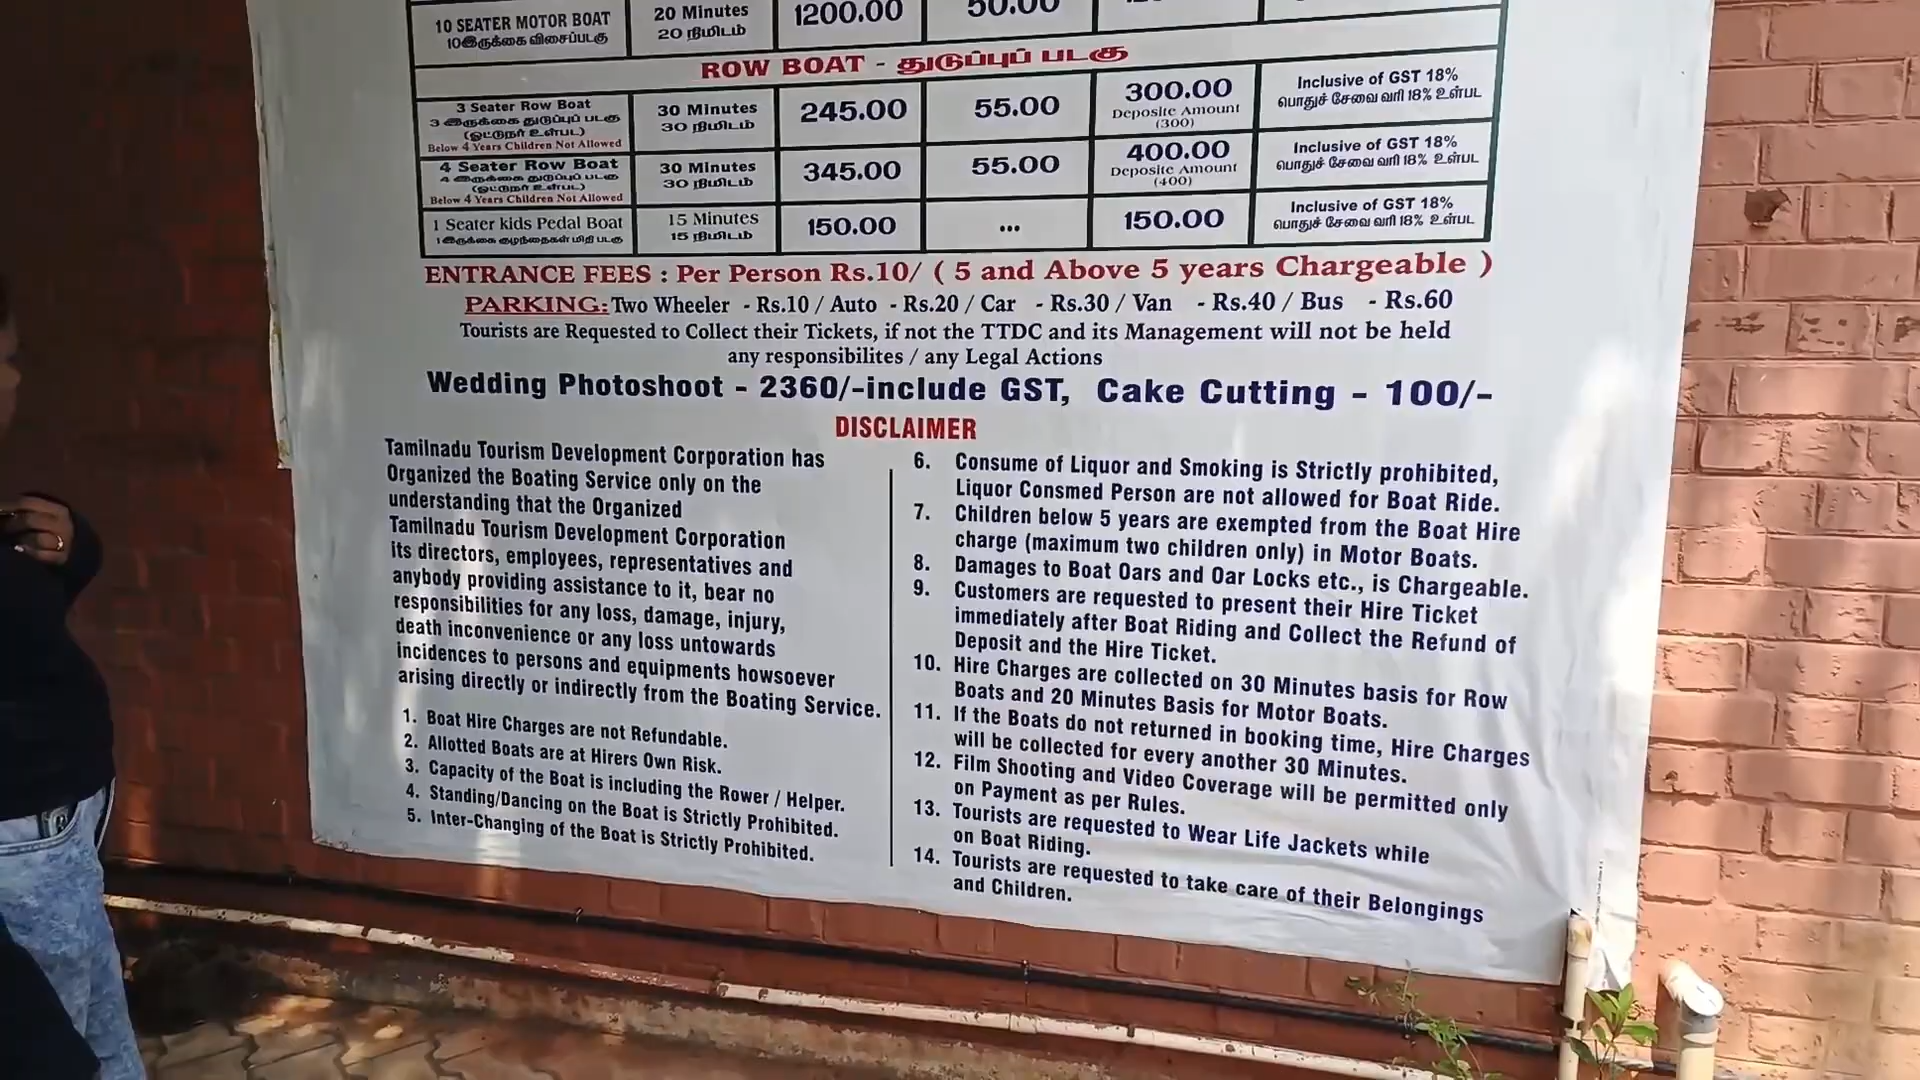 10 SEATER MOTOR BOAT
10இருக்கை விசைப்படகு
20 Minutes
20 நிமிடம்
1200.00
50.00
ROW BOAT - துடுப்புப் படகு
3 Seater Row Boat
3 இருக்கை துடுப்புப் படகு
(ஓட்டுநர் உள்பட)
Below 4 Years Children Not Allowed
30 Minutes
30 நிமிடம்
245.00
55.00
300.00
Deposite Amount
(300)
Inclusive of GST 18%
பொதுச் சேவை வரி 18% உள்பட
4 Seater Row Boat
4 இருக்கை துடுப்புப் படகு
(ஓட்டுநர் உள்பட)
Below 4 Years Children Not Allowed
30 Minutes
30 நிமிடம்
345.00
55.00
400.00
Deposite Amount
(400)
Inclusive of GST 18%
பொதுச் சேவை வரி 18% உள்பட
1 Seater kids Pedal Boat
1 இருக்கை குழந்தைகள் மிதி படகு
15 Minutes
15 நிமிடம்
150.00
...
150.00
Inclusive of GST 18%
பொதுச் சேவை வரி 18% உள்பட
ENTRANCE FEES : Per Person Rs.10/ ( 5 and Above 5 years Chargeable )
PARKING: Two Wheeler - Rs.10 / Auto - Rs.20 / Car - Rs.30 / Van - Rs.40 / Bus - Rs.60
Tourists are Requested to Collect their Tickets, if not the TTDC and its Management will not be held
any responsibilites / any Legal Actions
Wedding Photoshoot - 2360/-include GST, Cake Cutting - 100/-
DISCLAIMER
Tamilnadu Tourism Development Corporation has
Organized the Boating Service only on the
understanding that the Organized
Tamilnadu Tourism Development Corporation
its directors, employees, representatives and
anybody providing assistance to it, bear no
responsibilities for any loss, damage, injury,
death inconvenience or any loss untowards
incidences to persons and equipments howsoever
arising directly or indirectly from the Boating Service.
1. Boat Hire Charges are not Refundable.
2. Allotted Boats are at Hirers Own Risk.
3. Capacity of the Boat is including the Rower / Helper.
4. Standing/Dancing on the Boat is Strictly Prohibited.
5. Inter-Changing of the Boat is Strictly Prohibited.
6. Consume of Liquor and Smoking is Strictly prohibited,
Liquor Consmed Person are not allowed for Boat Ride.
7. Children below 5 years are exempted from the Boat Hire
charge (maximum two children only) in Motor Boats.
8. Damages to Boat Oars and Oar Locks etc., is Chargeable.
9. Customers are requested to present their Hire Ticket
immediately after Boat Riding and Collect the Refund of
Deposit and the Hire Ticket.
10. Hire Charges are collected on 30 Minutes basis for Row
Boats and 20 Minutes Basis for Motor Boats.
11. If the Boats do not returned in booking time, Hire Charges
will be collected for every another 30 Minutes.
12. Film Shooting and Video Coverage will be permitted only
on Payment as per Rules.
13. Tourists are requested to Wear Life Jackets while
on Boat Riding.
14. Tourists are requested to take care of their Belongings
and Children.